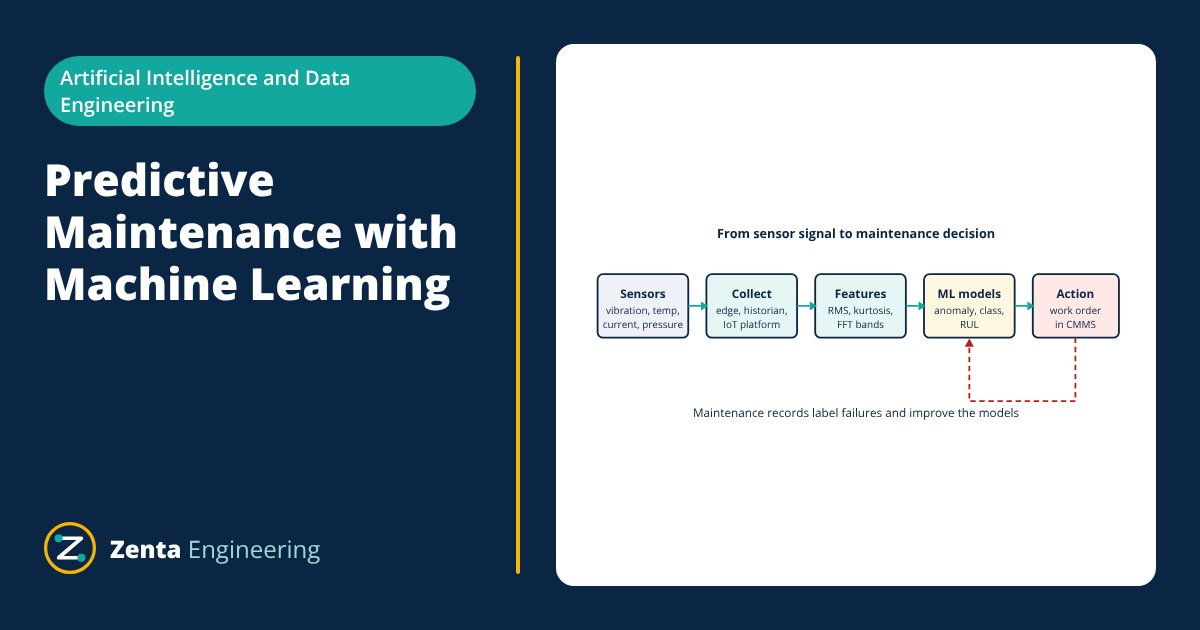 Artificial Intelligence and Data
Engineering
Predictive
Maintenance with
Machine Learning
Zenta Engineering
From sensor signal to maintenance decision
Sensors
vibration, temp,
current, pressure
Collect
edge, historian,
IoT platform
Features
RMS, kurtosis,
FFT bands
ML models
anomaly, class,
RUL
Action
work order
in CMMS
Maintenance records label failures and improve the models